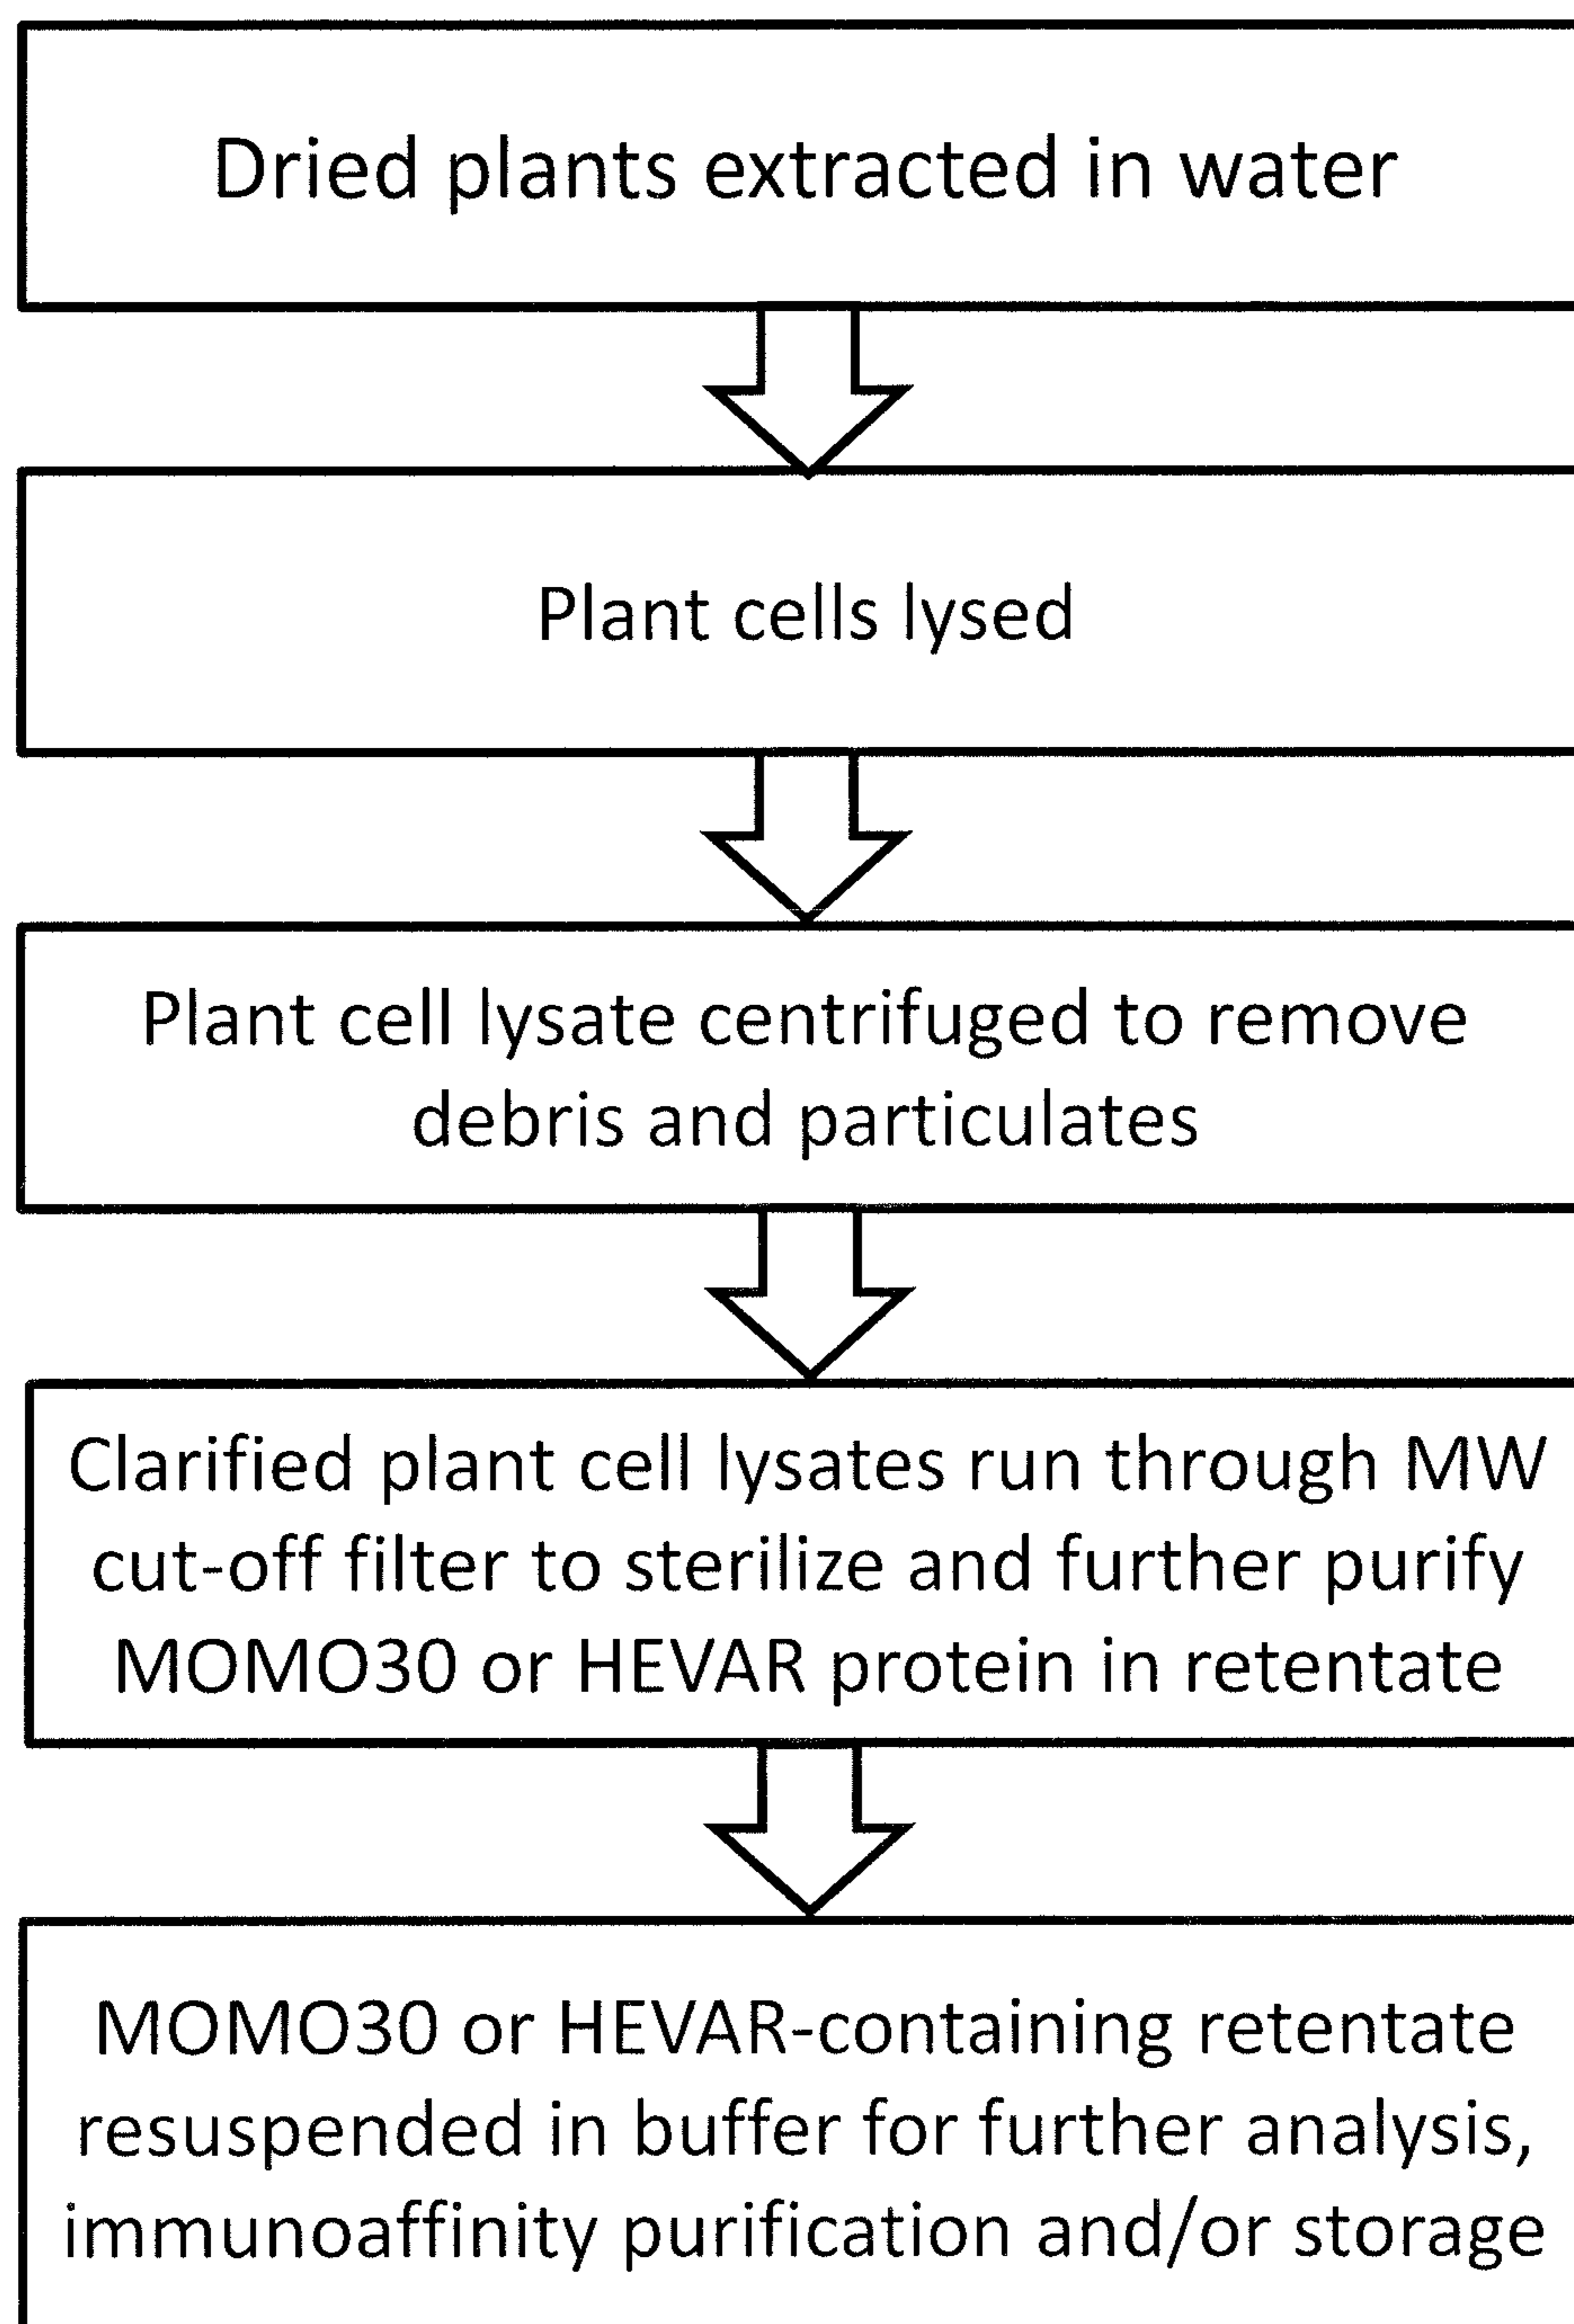 Dried plants extracted in water
Plant cells lysed
Plant cell lysate centrifuged to remove
debris and particulates
Clarified plant cell lysates run through MW
cut-off filter to sterilize and further purify
MOMO30 or HEVAR protein in retentate
MOMO30 or HEVAR-containing retentate
resuspended in buffer for further analysis,
immunoaffinity purification and/or storage